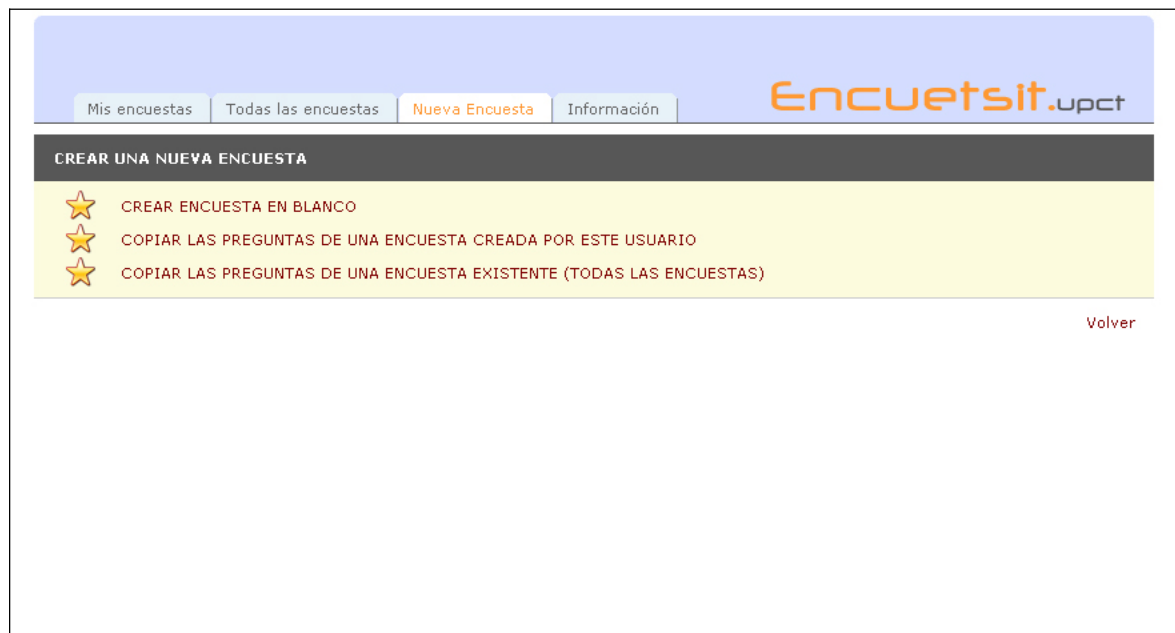 Encuetsit.upct
Mis encuestas Todas las encuestas Nueva Encuesta Información
CREAR UNA NUEVA ENCUESTA
CREAR ENCUESTA EN BLANCO
COPIAR LAS PREGUNTAS DE UNA ENCUESTA CREADA POR ESTE USUARIO
COPIAR LAS PREGUNTAS DE UNA ENCUESTA EXISTENTE (TODAS LAS ENCUESTAS)
Volver